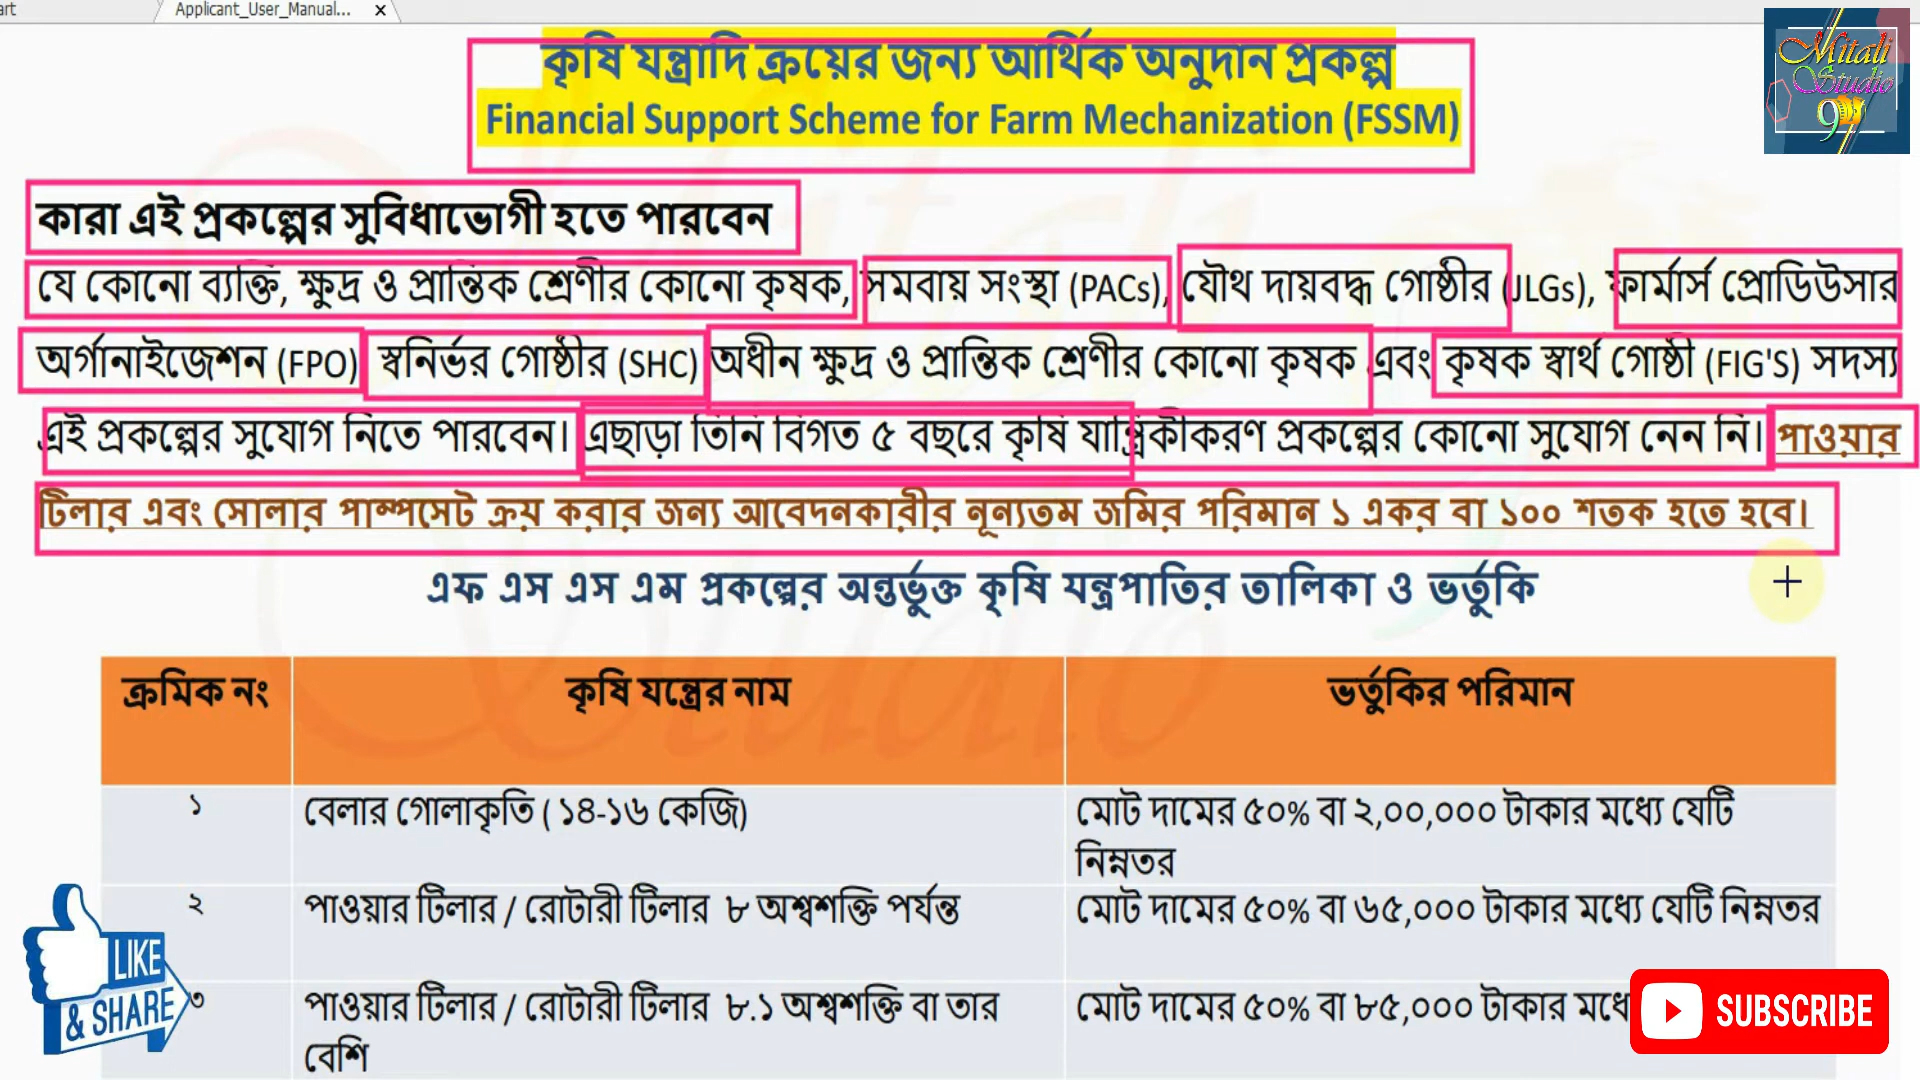 art
Applicant_User_Manual... ×
Mitali
Studio
9
কৃষি যন্ত্রাদি ক্রয়ের জন্য আর্থিক অনুদান প্রকল্প
Financial Support Scheme for Farm Mechanization (FSSM)
কারা এই প্রকল্পের সুবিধাভোগী হতে পারবেন
যে কোনো ব্যক্তি, ক্ষুদ্র ও প্রান্তিক শ্রেণীর কোনো কৃষক, সমবায় সংস্থা (PACs), যৌথ দায়বদ্ধ গোষ্ঠীর (JLGs), ফার্মার্স প্রোডিউসার
অর্গানাইজেশন (FPO) স্বনির্ভর গোষ্ঠীর (SHC) অধীন ক্ষুদ্র ও প্রান্তিক শ্রেণীর কোনো কৃষক এবং কৃষক স্বার্থ গোষ্ঠী (FIG'S) সদস্য
এই প্রকল্পের সুযোগ নিতে পারবেন। এছাড়া তিনি বিগত ৫ বছরে কৃষি যান্ত্রিকীকরণ প্রকল্পের কোনো সুযোগ নেন নি। পাওয়ার
টিলার এবং সোলার পাম্পসেট ক্রয় করার জন্য আবেদনকারীর নূন্যতম জমির পরিমান ১ একর বা ১০০ শতক হতে হবে।
এফ এস এস এম প্রকল্পের অন্তর্ভুক্ত কৃষি যন্ত্রপাতির তালিকা ও ভর্তুকি
ক্রমিক নং কৃষি যন্ত্রের নাম ভর্তুকির পরিমান
১ বেলার গোলাকৃতি ( ১৪-১৬ কেজি) মোট দামের ৫০% বা ২,০০,০০০ টাকার মধ্যে যেটি
নিম্নতর
২ পাওয়ার টিলার / রোটারী টিলার ৮ অশ্বশক্তি পর্যন্ত মোট দামের ৫০% বা ৬৫,০০০ টাকার মধ্যে যেটি নিম্নতর
৩ পাওয়ার টিলার / রোটারী টিলার ৮.১ অশ্বশক্তি বা তার মোট দামের ৫০% বা ৮৫,০০০ টাকার মধ্যে
বেশি
LIKE
& SHARE
SUBSCRIBE